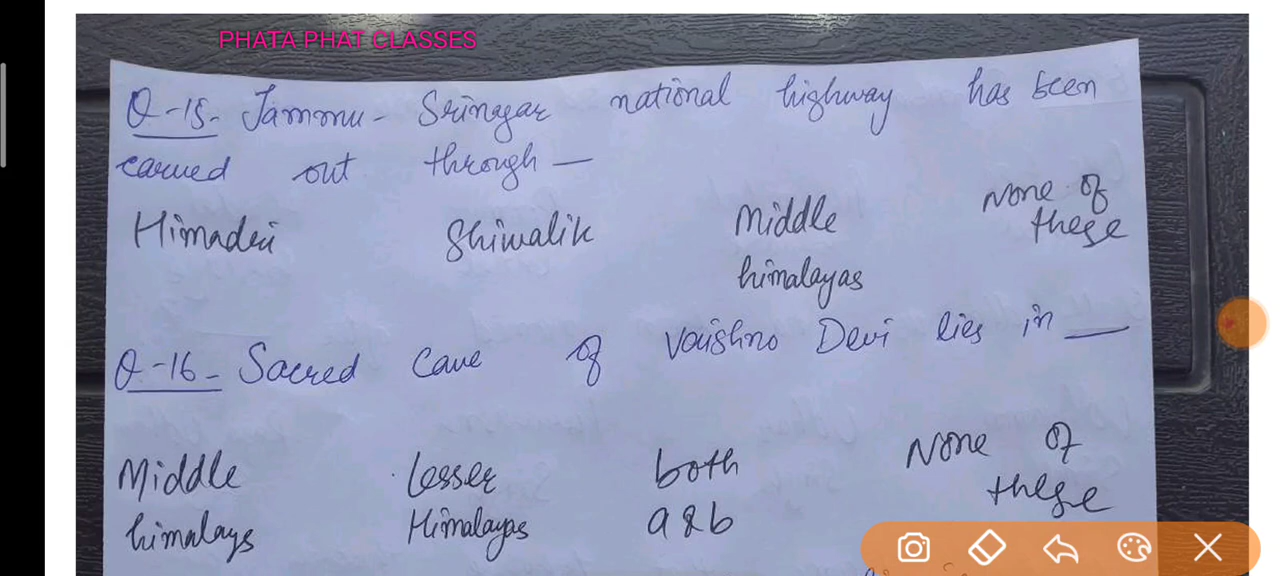 PHATA PHAT CLASSES
Q-15- Jammu - Srinagar national highway has been
carved out through —
Himadri Shiwalik Middle himalayas None of these
Q-16- Sacred cave of Vaishno Devi lies in —
Middle himalays Lesser Himalayas both a & b None of these